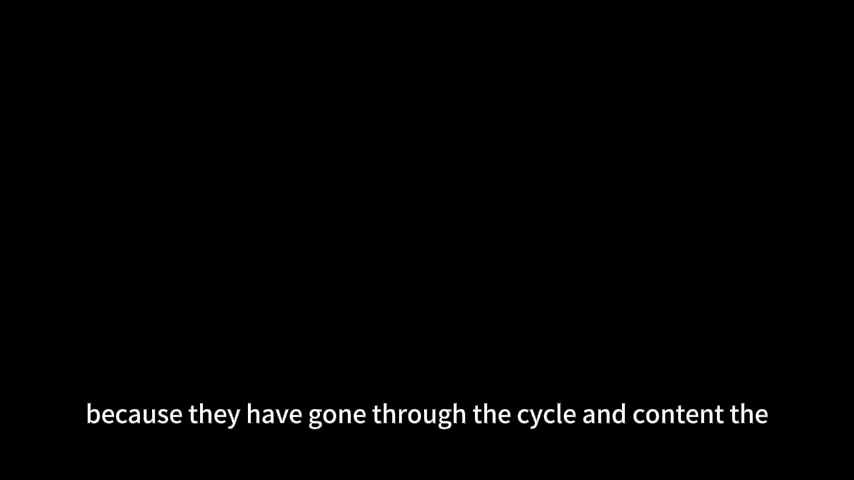 because they have gone through the cycle and content the